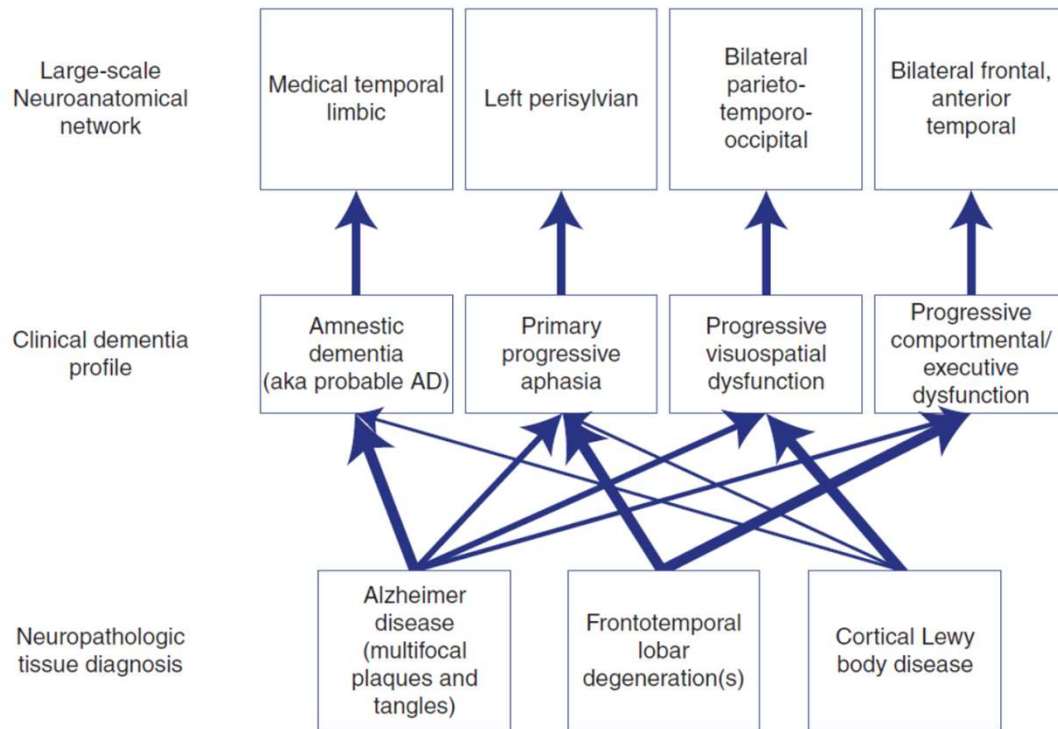 Large-scale
Neuroanatomical
network
Medical temporal
limbic
Left perisylvian
Bilateral
parieto-
temporo-
occipital
Bilateral frontal,
anterior
temporal
Clinical dementia
profile
Amnestic
dementia
(aka probable AD)
Primary
progressive
aphasia
Progressive
visuospatial
dysfunction
Progressive
comportmental/
executive
dysfunction
Neuropathologic
tissue diagnosis
Alzheimer
disease
(multifocal
plaques and
tangles)
Frontotemporal
lobar
degeneration(s)
Cortical Lewy
body disease